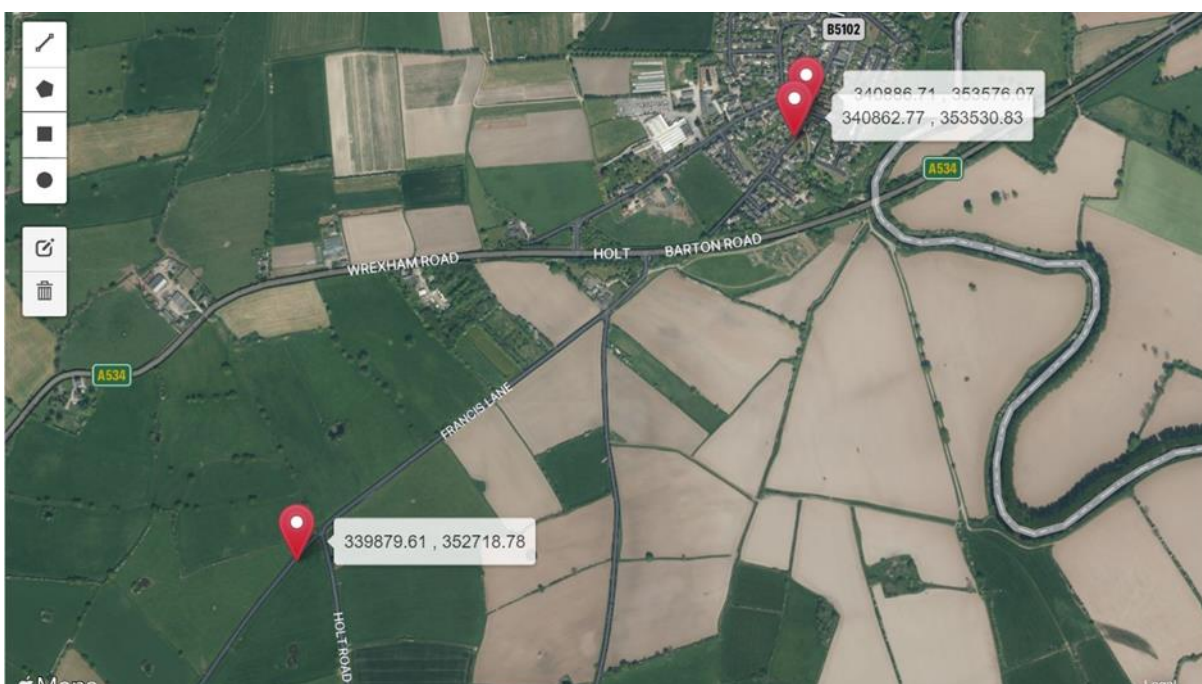 B5102
340886.71 , 353576.07
340862.77 , 353530.83
A534
WREXHAM ROAD
HOLT
BARTON ROAD
A534
FRANCIS LANE
339879.61 , 352718.78
HOLT ROAD